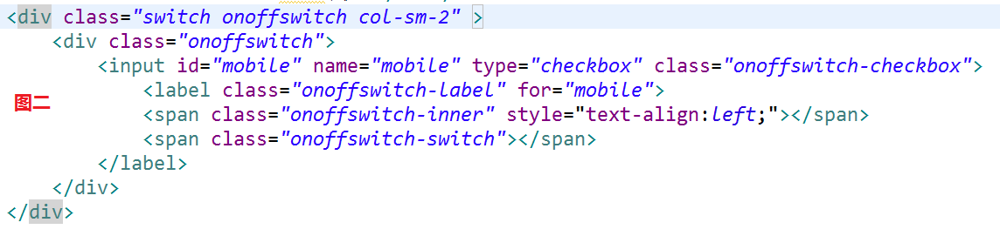 <div class="switch onoffswitch col-sm-2" >
<div class="onoffswitch">
<input id="mobile" name="mobile" type="checkbox" class="onoffswitch-checkbox">
图二 <label class="onoffswitch-label" for="mobile">
<span class="onoffswitch-inner" style="text-align:left;"></span>
<span class="onoffswitch-switch"></span>
</label>
</div>
</div>